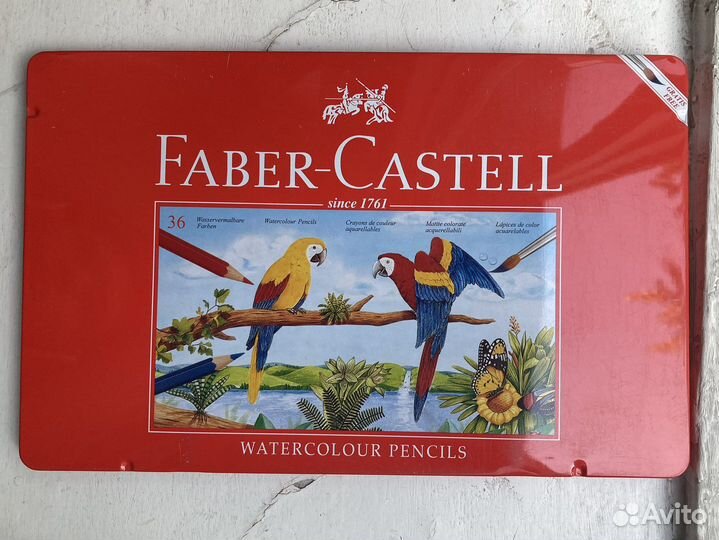 GRATIS
FREE
FABER-CASTELL
since 1761
36
Wasservermalbare
Farben
Watercolour Pencils
Crayons de couleur
aquarellables
Matite colorate
acquerellabili
Lápices de color
acuarelables
WATERCOLOUR PENCILS
Avito